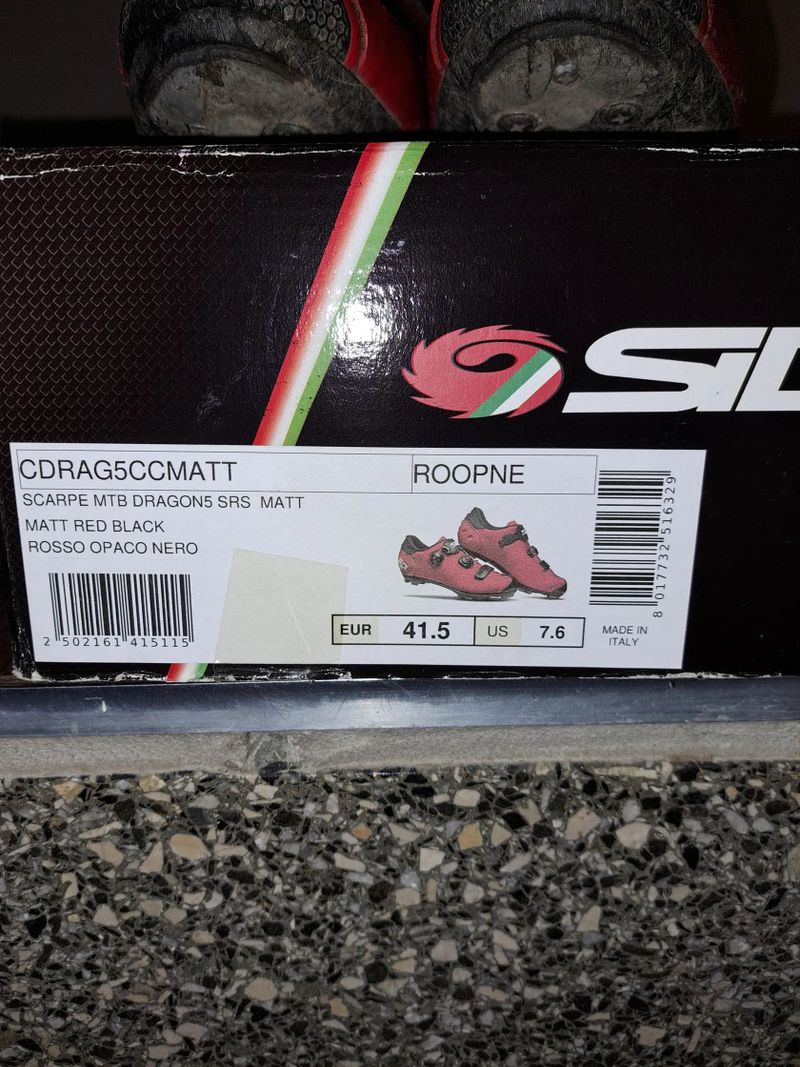 SID
CDRAG5CCMATT ROOPNE
SCARPE MTB DRAGON5 SRS MATT
MATT RED BLACK
ROSSO OPACO NERO
2 502161 415115
EUR 41.5 US 7.6
MADE IN
ITALY
8 017732 516329